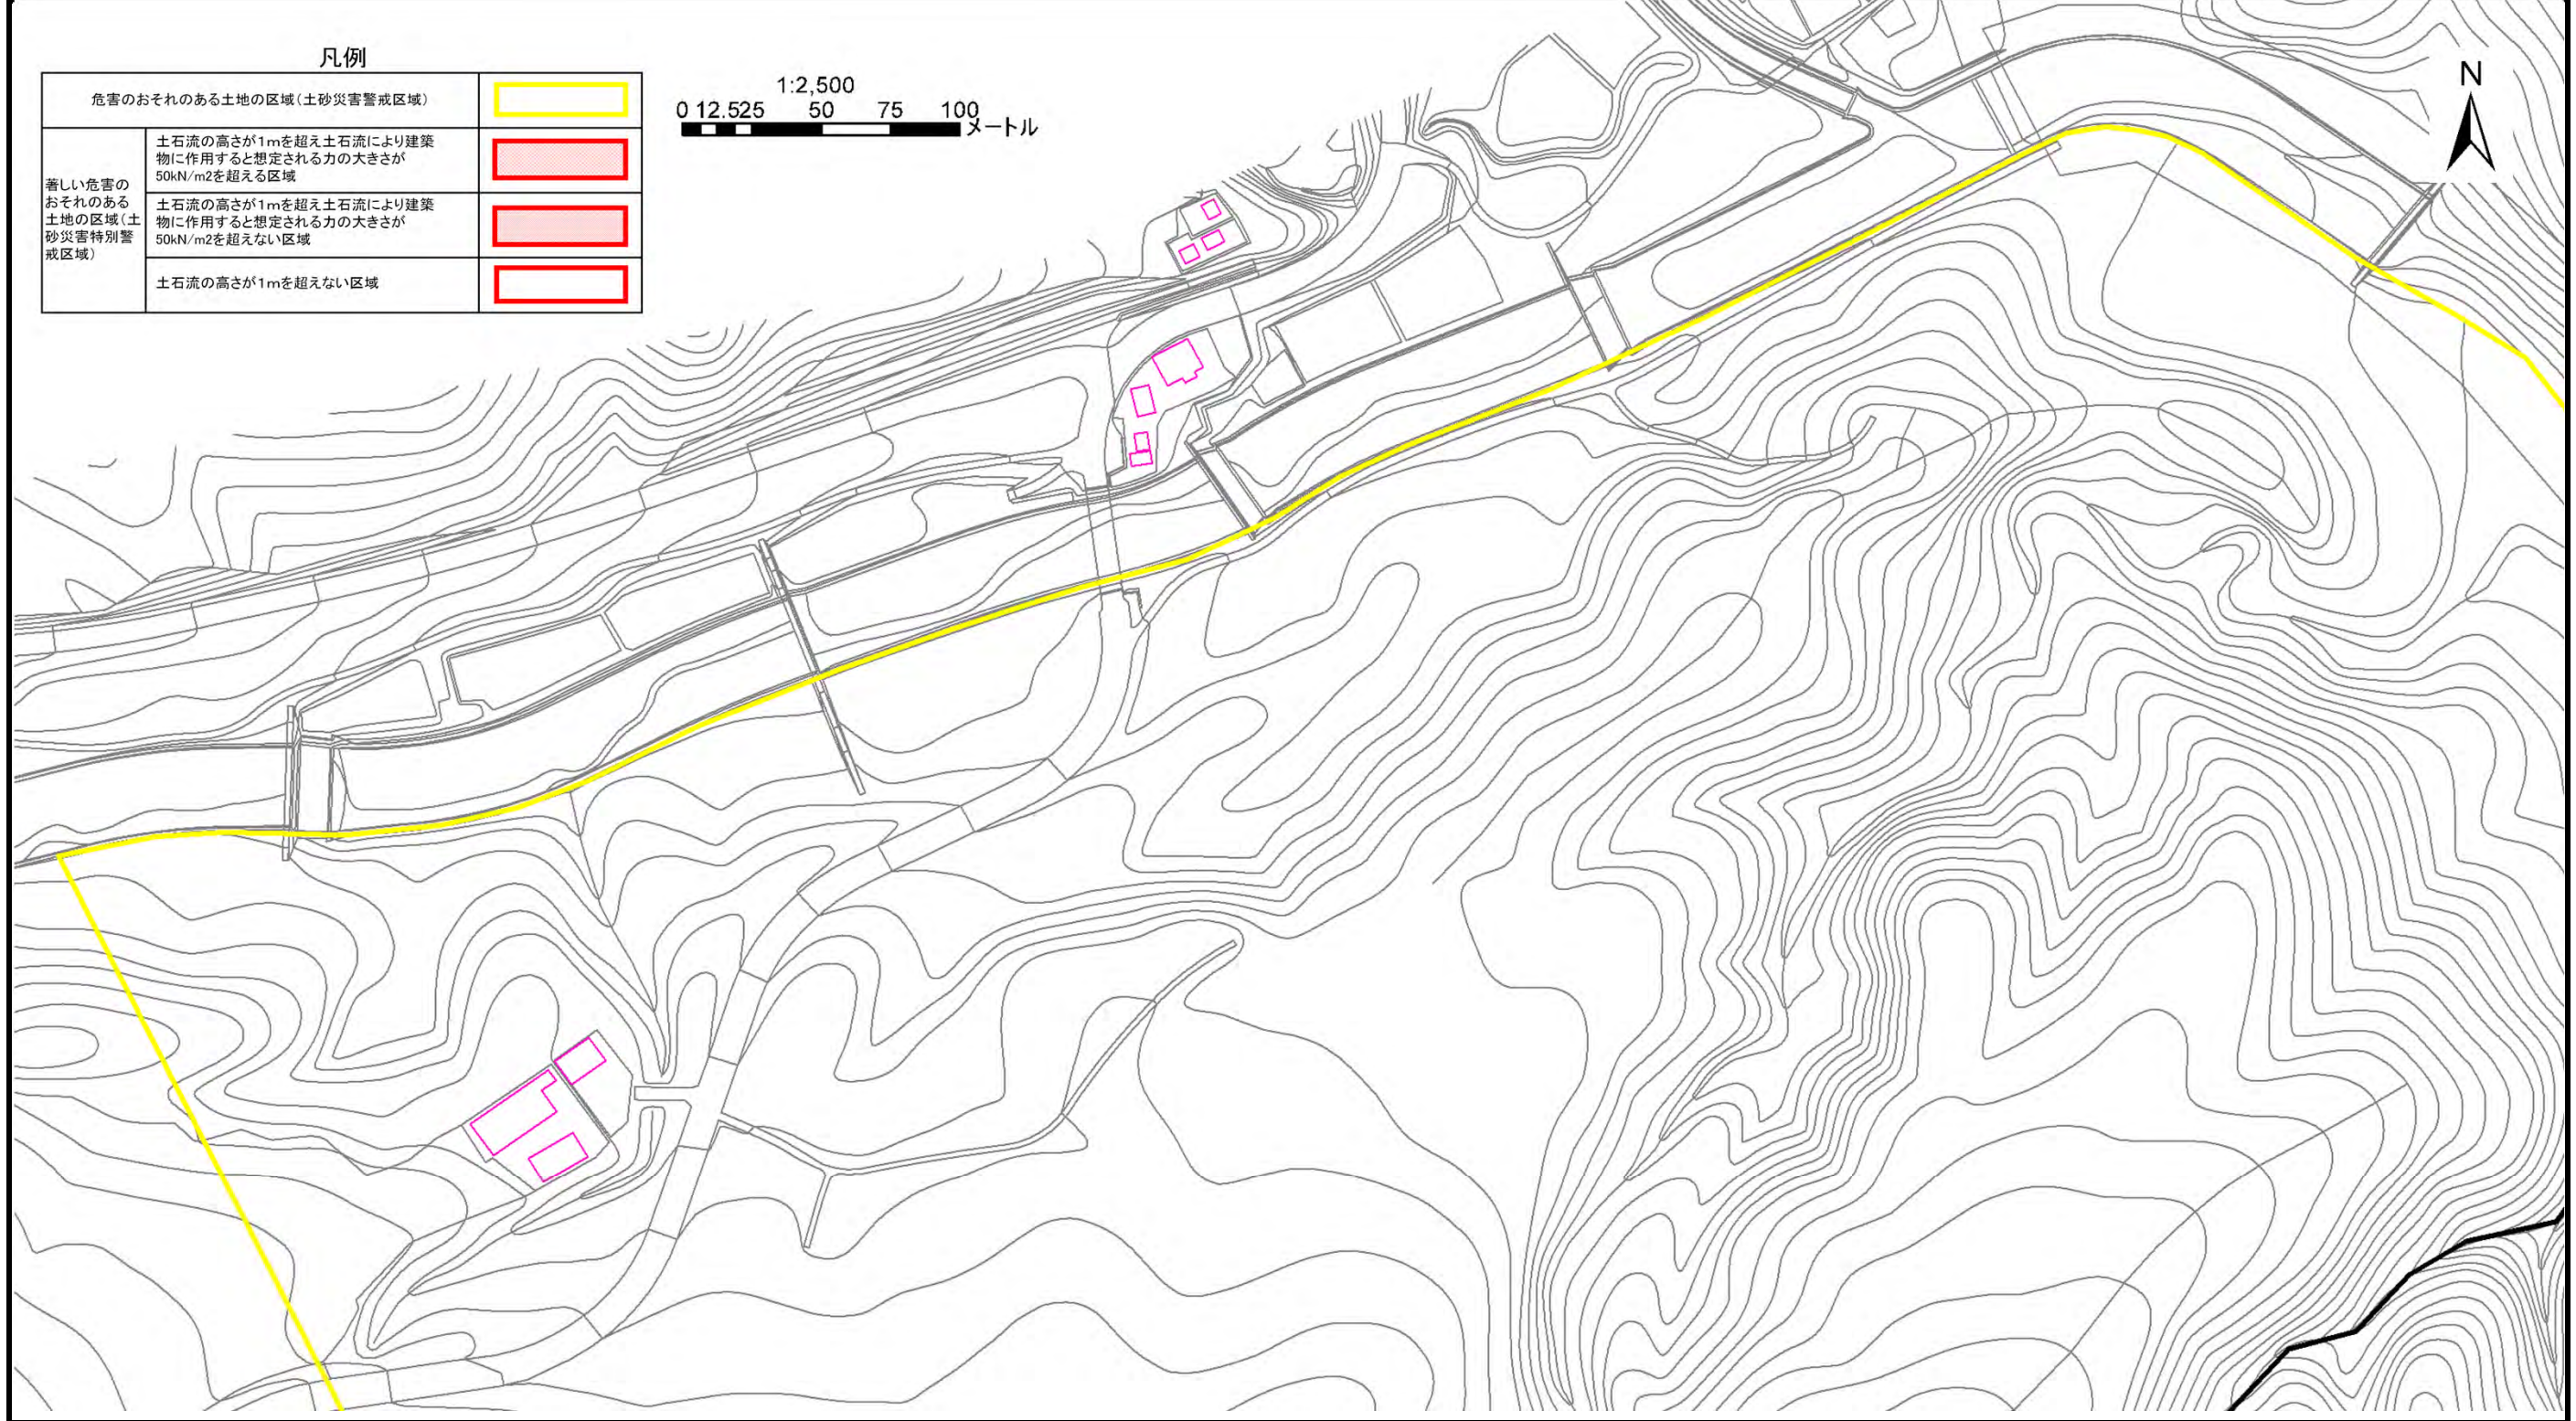 凡例
危害のおそれのある土地の区域(土砂災害警戒区域)
著しい危害の
おそれのある
土地の区域(土
砂災害特別警
戒区域)
土石流の高さが1mを超え土石流により建築
物に作用すると想定される力の大きさが
50kN/m2を超える区域
土石流の高さが1mを超え土石流により建築
物に作用すると想定される力の大きさが
50kN/m2を超えない区域
土石流の高さが1mを超えない区域
1:2,500
0 12.525 50 75 100
メートル
N